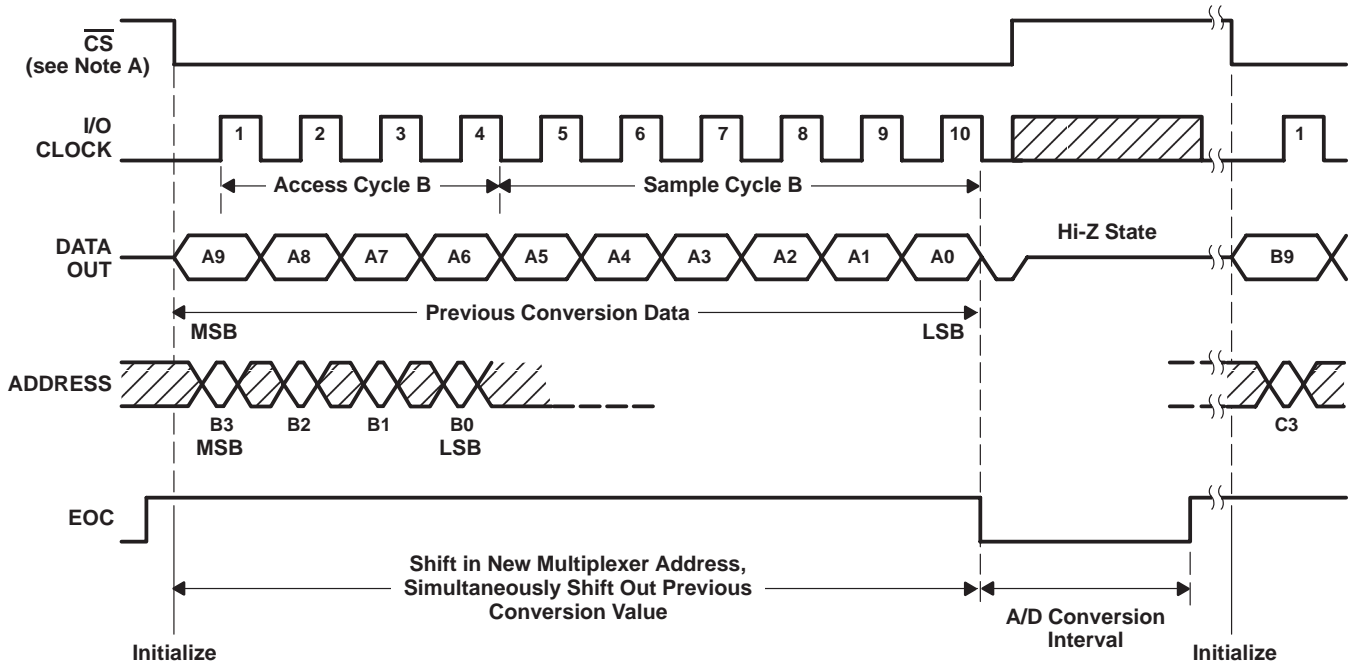 CS
(see Note A)
I/O
CLOCK
1 2 3 4 5 6 7 8 9 10 1
Access Cycle B Sample Cycle B
DATA
OUT
A9 A8 A7 A6 A5 A4 A3 A2 A1 A0 Hi-Z State B9
Previous Conversion Data
MSB LSB
ADDRESS
B3 B2 B1 B0 C3
MSB LSB
EOC
Shift in New Multiplexer Address,
Simultaneously Shift Out Previous
Conversion Value
A/D Conversion
Interval
Initialize Initialize